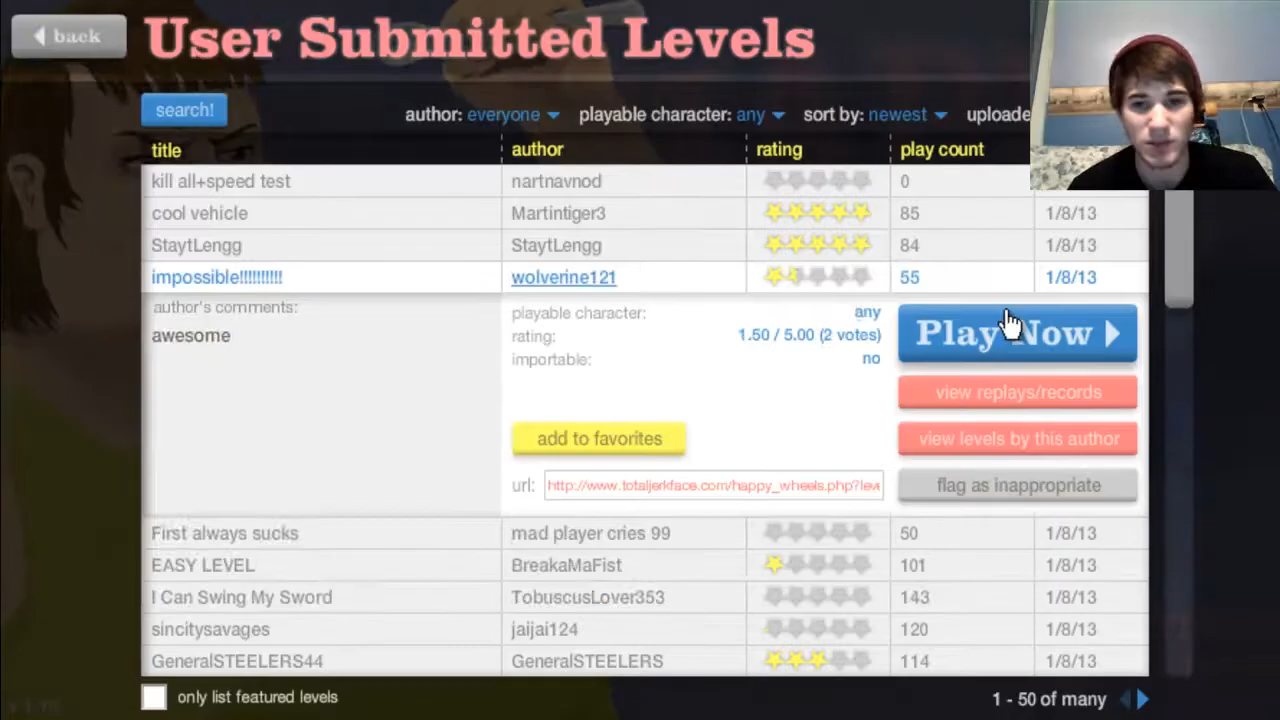 back
User Submitted Levels
search!
author: everyone playable character: any sort by: newest uploade
title author rating play count
kill all+speed test nartnavnod 0
cool vehicle Martintiger3 85 1/8/13
StaytLengg StaytLengg 84 1/8/13
impossible!!!!!!!!!! wolverine121 55 1/8/13
author's comments:
awesome
playable character: any
rating: 1.50 / 5.00 (2 votes)
importable: no
add to favorites
url: http://www.totaljerkface.com/happy_wheels.php?leve
Play Now
view replays/records
view levels by this author
flag as inappropriate
First always sucks mad player cries 99 50 1/8/13
EASY LEVEL BreakaMaFist 101 1/8/13
I Can Swing My Sword TobuscusLover353 143 1/8/13
sincitysavages jaijai124 120 1/8/13
GeneralSTEELERS44 GeneralSTEELERS 114 1/8/13
only list featured levels
1 - 50 of many